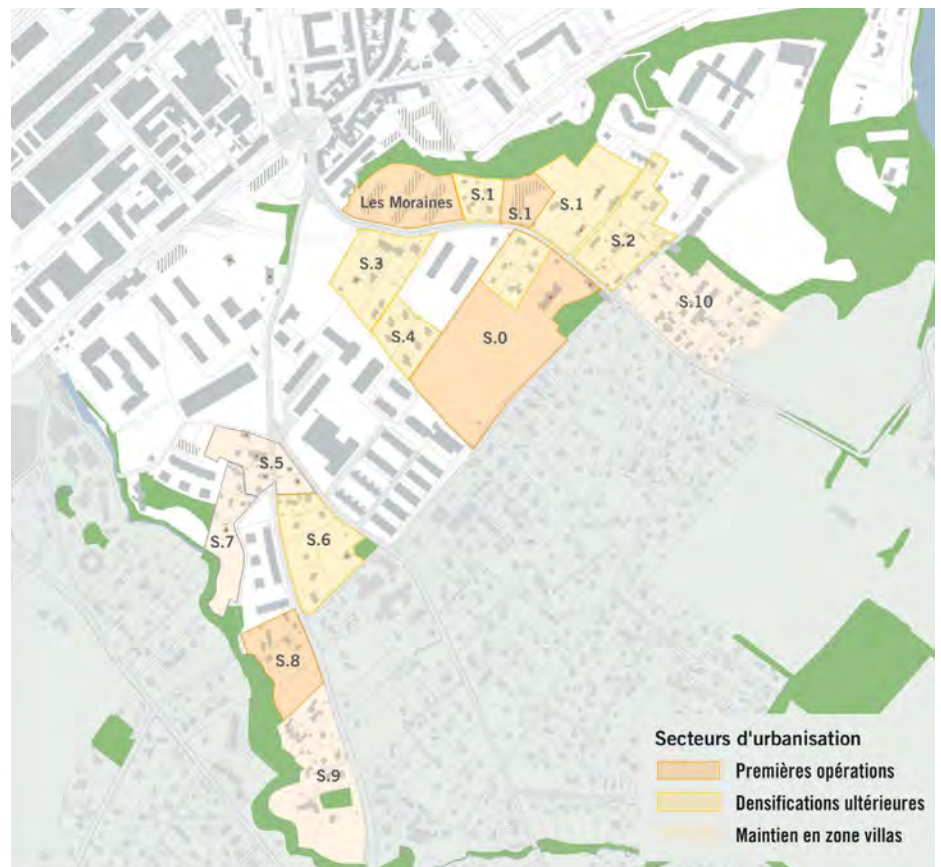 Les Moraines
S.1
S.1
S.1
S.2
S.3
S.10
S.4
S.0
S.5
S.7
S.6
S.8
S.9
Secteurs d'urbanisation
Premières opérations
Densifications ultérieures
Maintien en zone villas